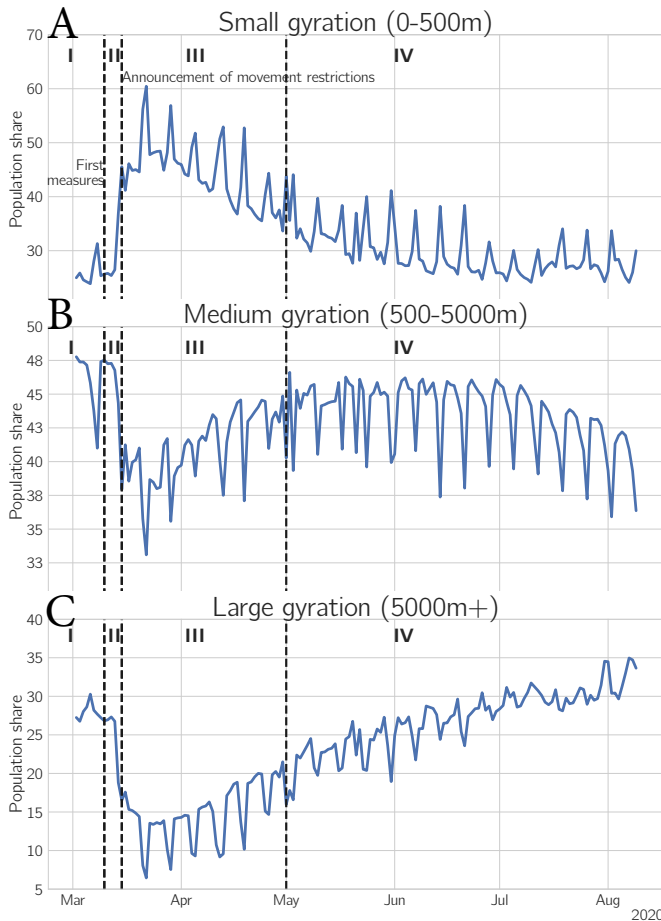 A
Small gyration (0-500m)
70
I
II
III
IV
Announcement of movement restrictions
60
50
First
measures
40
30
Population share
B
Medium gyration (500-5000m)
50
I
II
III
IV
48
45
43
40
38
35
33
Population share
C
Large gyration (5000m+)
40
I
II
III
IV
35
30
25
20
15
10
5
Population share
Mar
Apr
May
Jun
Jul
Aug
2020